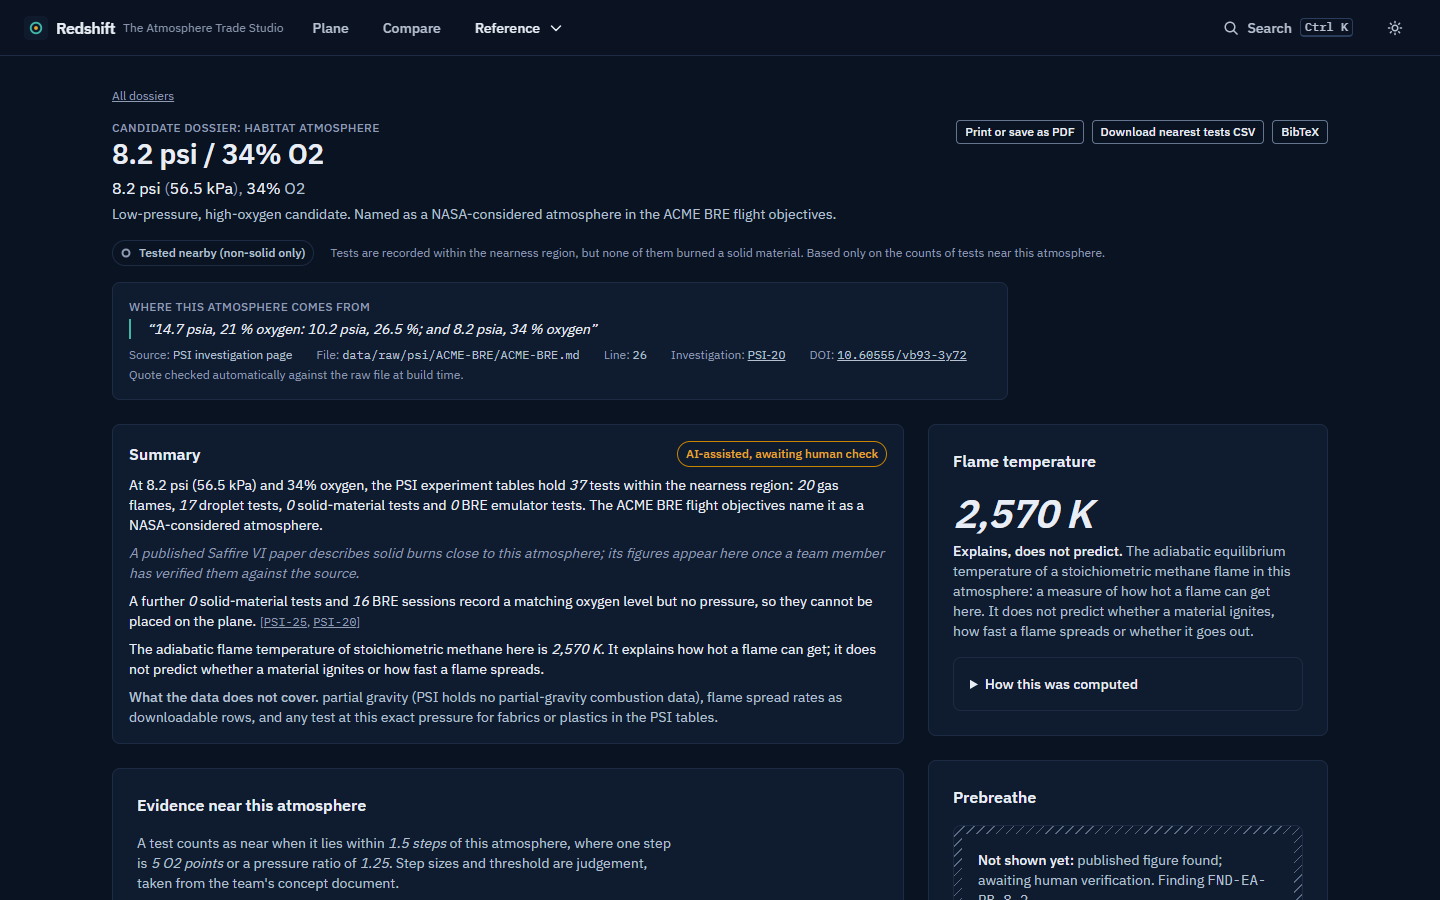 Redshift The Atmosphere Trade Studio Plane Compare Reference Search Ctrl K
All dossiers
CANDIDATE DOSSIER: HABITAT ATMOSPHERE
Print or save as PDF Download nearest tests CSV BibTeX
8.2 psi / 34% O2
8.2 psi (56.5 kPa), 34% O2
Low-pressure, high-oxygen candidate. Named as a NASA-considered atmosphere in the ACME BRE flight objectives.
Tested nearby (non-solid only) Tests are recorded within the nearness region, but none of them burned a solid material. Based only on the counts of tests near this atmosphere.
WHERE THIS ATMOSPHERE COMES FROM
“14.7 psia, 21 % oxygen: 10.2 psia, 26.5 %; and 8.2 psia, 34 % oxygen”
Source: PSI investigation page File: data/raw/psi/ACME-BRE/ACME-BRE.md Line: 26 Investigation: PSI-20 DOI: 10.60555/vb93-3y72
Quote checked automatically against the raw file at build time.
Summary
AI-assisted, awaiting human check
At 8.2 psi (56.5 kPa) and 34% oxygen, the PSI experiment tables hold 37 tests within the nearness region: 20 gas
flames, 17 droplet tests, 0 solid-material tests and 0 BRE emulator tests. The ACME BRE flight objectives name it as a
NASA-considered atmosphere.
A published Saffire VI paper describes solid burns close to this atmosphere; its figures appear here once a team member
has verified them against the source.
A further 0 solid-material tests and 16 BRE sessions record a matching oxygen level but no pressure, so they cannot be
placed on the plane. [PSI-25, PSI-20]
The adiabatic flame temperature of stoichiometric methane here is 2,570 K. It explains how hot a flame can get; it does
not predict whether a material ignites or how fast a flame spreads.
What the data does not cover. partial gravity (PSI holds no partial-gravity combustion data), flame spread rates as
downloadable rows, and any test at this exact pressure for fabrics or plastics in the PSI tables.
Flame temperature
2,570 K
Explains, does not predict. The adiabatic equilibrium
temperature of a stoichiometric methane flame in this
atmosphere: a measure of how hot a flame can get
here. It does not predict whether a material ignites,
how fast a flame spreads or whether it goes out.
How this was computed
Evidence near this atmosphere
A test counts as near when it lies within 1.5 steps of this atmosphere, where one step
is 5 O2 points or a pressure ratio of 1.25. Step sizes and threshold are judgement,
taken from the team's concept document.
Prebreathe
Not shown yet: published figure found;
awaiting human verification. Finding FND-EA-
PB-8.2